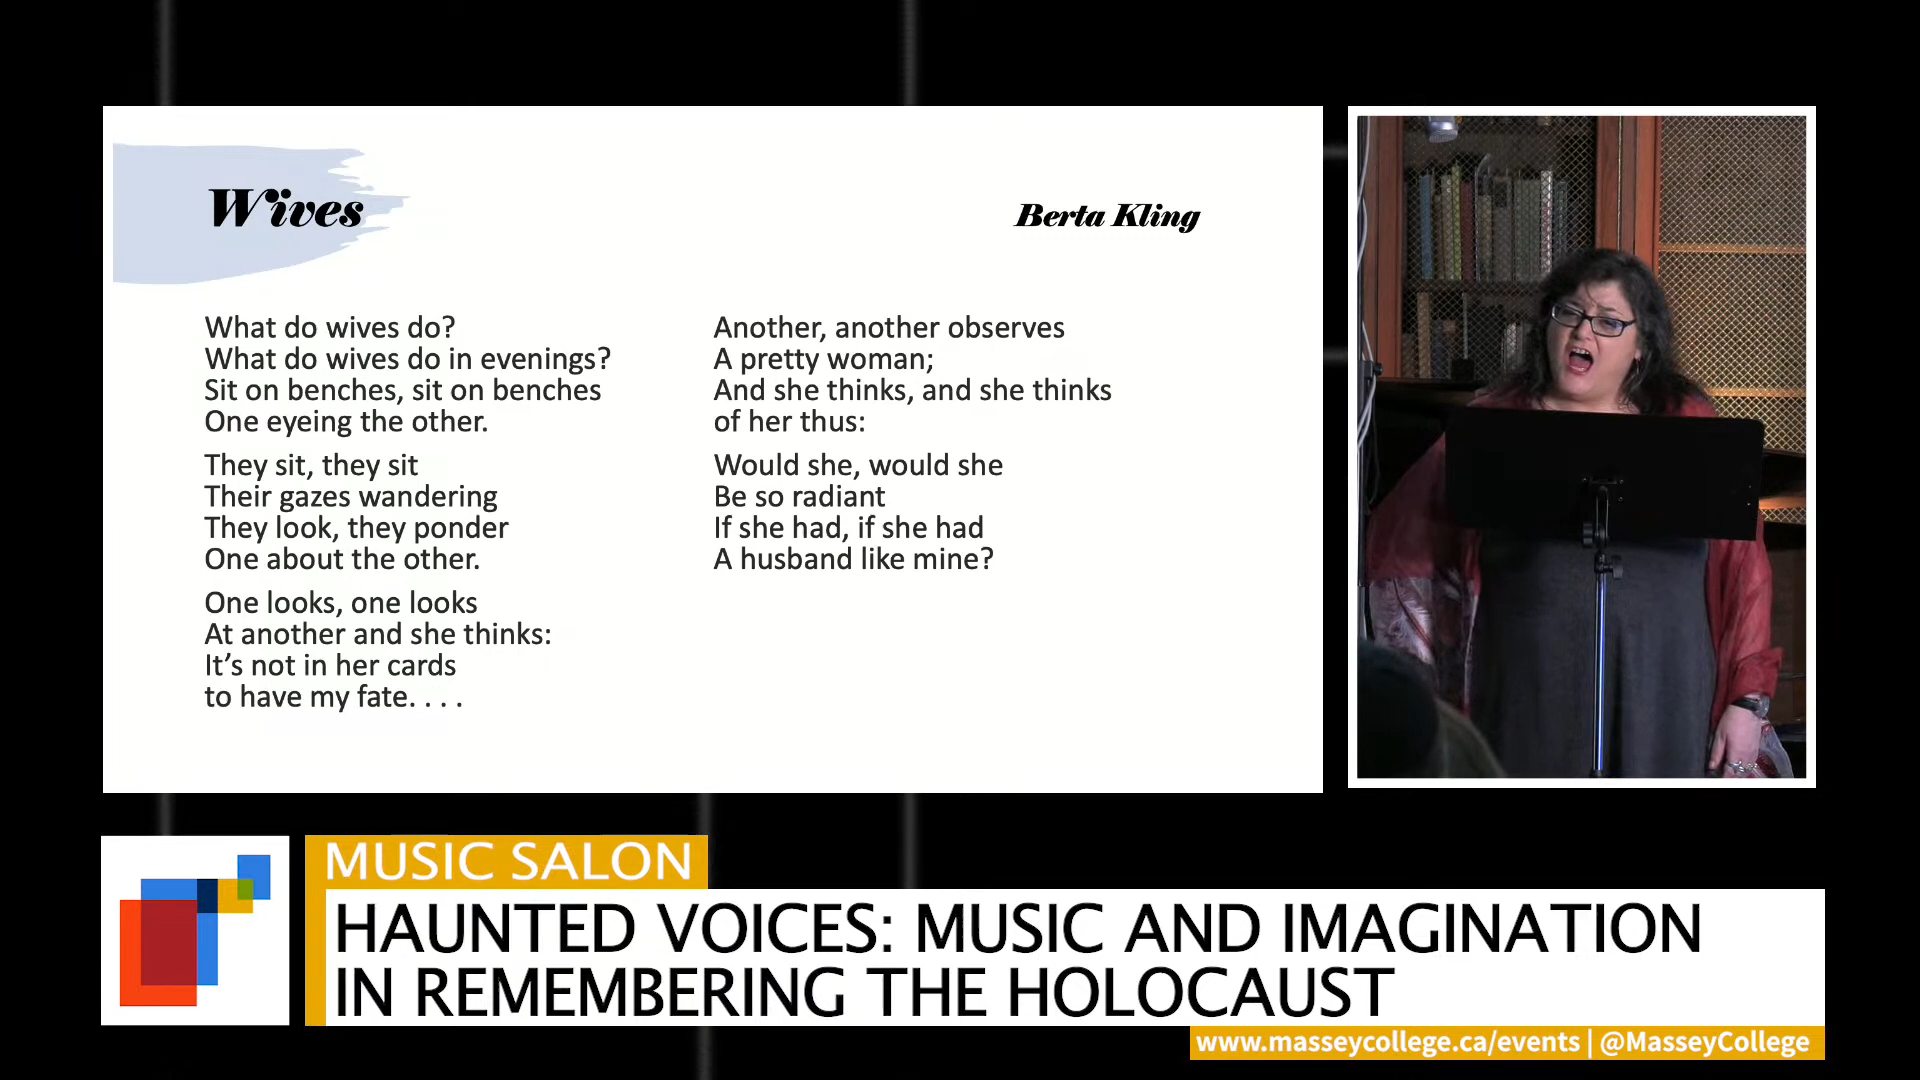 Wives
Berta Kling
What do wives do?
What do wives do in evenings?
Sit on benches, sit on benches
One eyeing the other.
They sit, they sit
Their gazes wandering
They look, they ponder
One about the other.
One looks, one looks
At another and she thinks:
It’s not in her cards
to have my fate. . . .
Another, another observes
A pretty woman;
And she thinks, and she thinks
of her thus:
Would she, would she
Be so radiant
If she had, if she had
A husband like mine?
MUSIC SALON
HAUNTED VOICES: MUSIC AND IMAGINATION
IN REMEMBERING THE HOLOCAUST
www.masseycollege.ca/events | @MasseyCollege